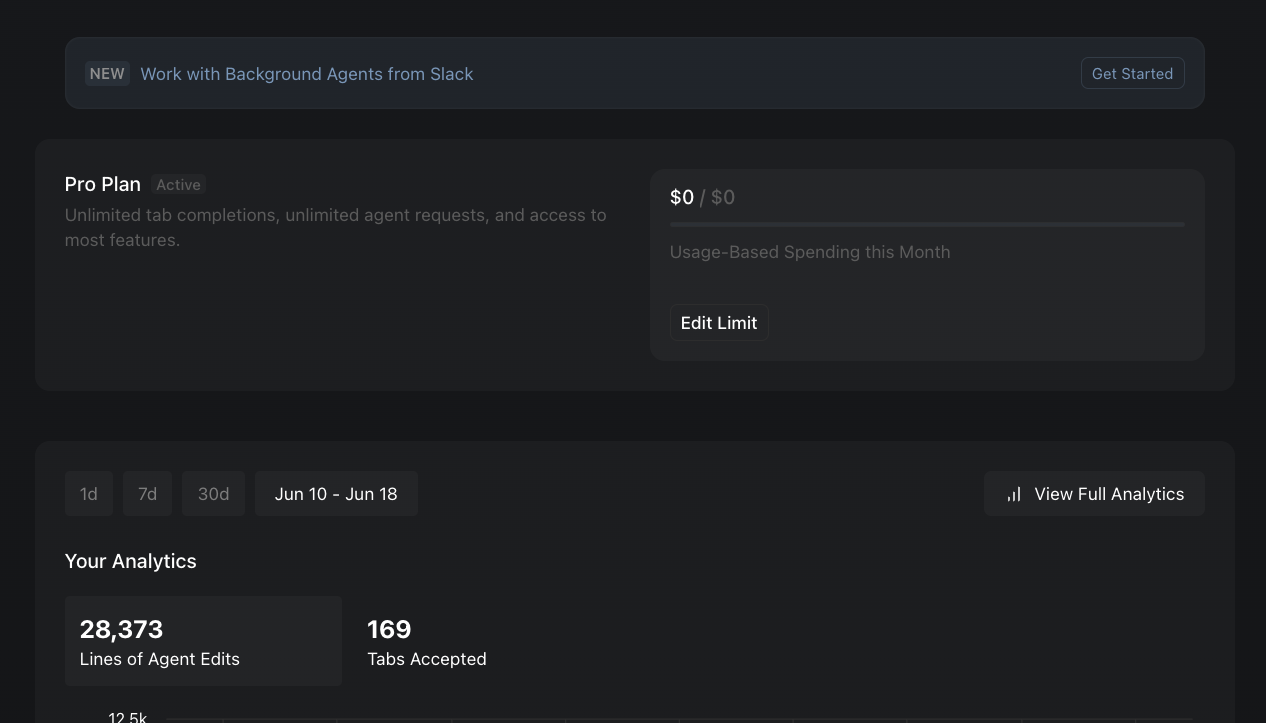 NEW Work with Background Agents from Slack Get Started
Pro Plan Active
Unlimited tab completions, unlimited agent requests, and access to
most features.
$0 / $0
Usage-Based Spending this Month
Edit Limit
1d 7d 30d Jun 10 - Jun 18 View Full Analytics
Your Analytics
28,373
Lines of Agent Edits
169
Tabs Accepted
12.5k